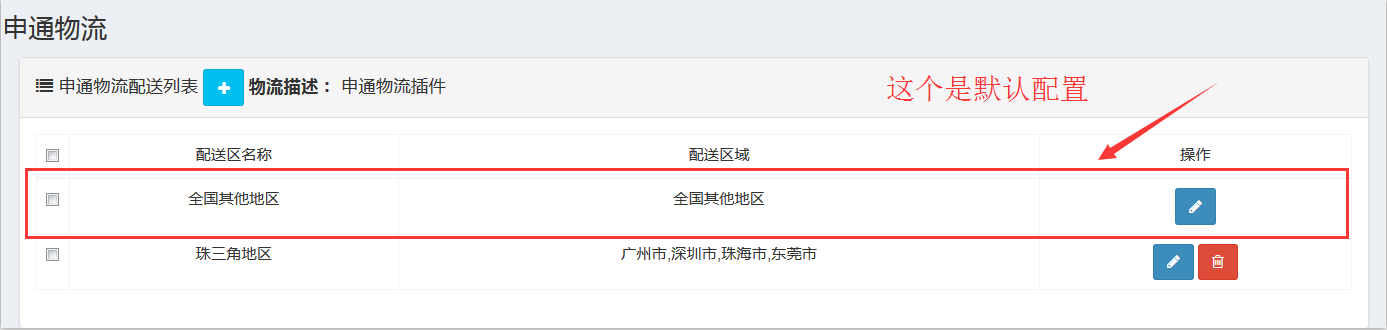 申通物流
申通物流配送列表 物流描述： 申通物流插件
这个是默认配置
配送区名称 配送区域 操作
全国其他地区 全国其他地区
珠三角地区 广州市,深圳市,珠海市,东莞市